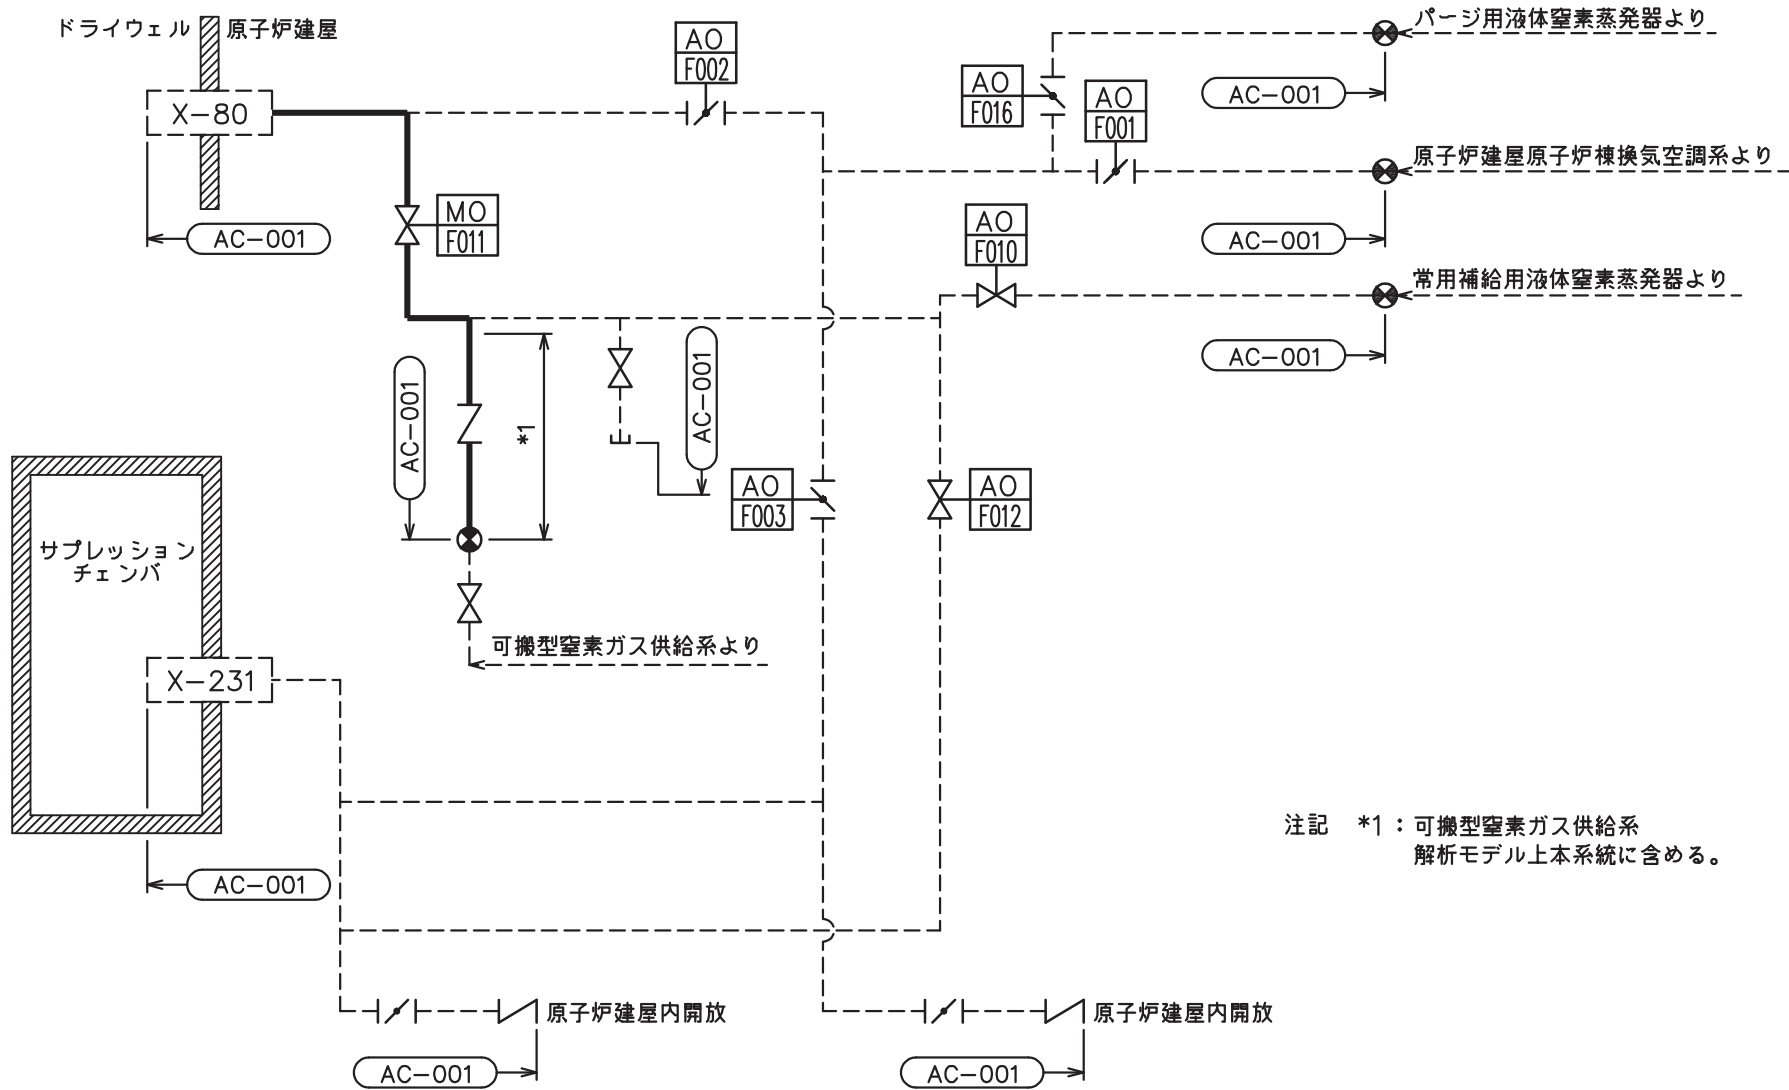 ドライウェル
原子炉建屋
X-80
AC-001
AO
F002
MO
F011
AO
F016
AO
F001
AO
F010
パージ用液体窒素蒸発器より
AC-001
原子炉建屋原子炉棟換気空調系より
AC-001
常用補給用液体窒素蒸発器より
AC-001
AC-001
*1
AC-001
AO
F003
AO
F012
サプレッション
チェンバ
可搬型窒素ガス供給系より
X-231
AC-001
注記 *1：可搬型窒素ガス供給系
解析モデル上本系統に含める。
原子炉建屋内開放
AC-001
原子炉建屋内開放
AC-001